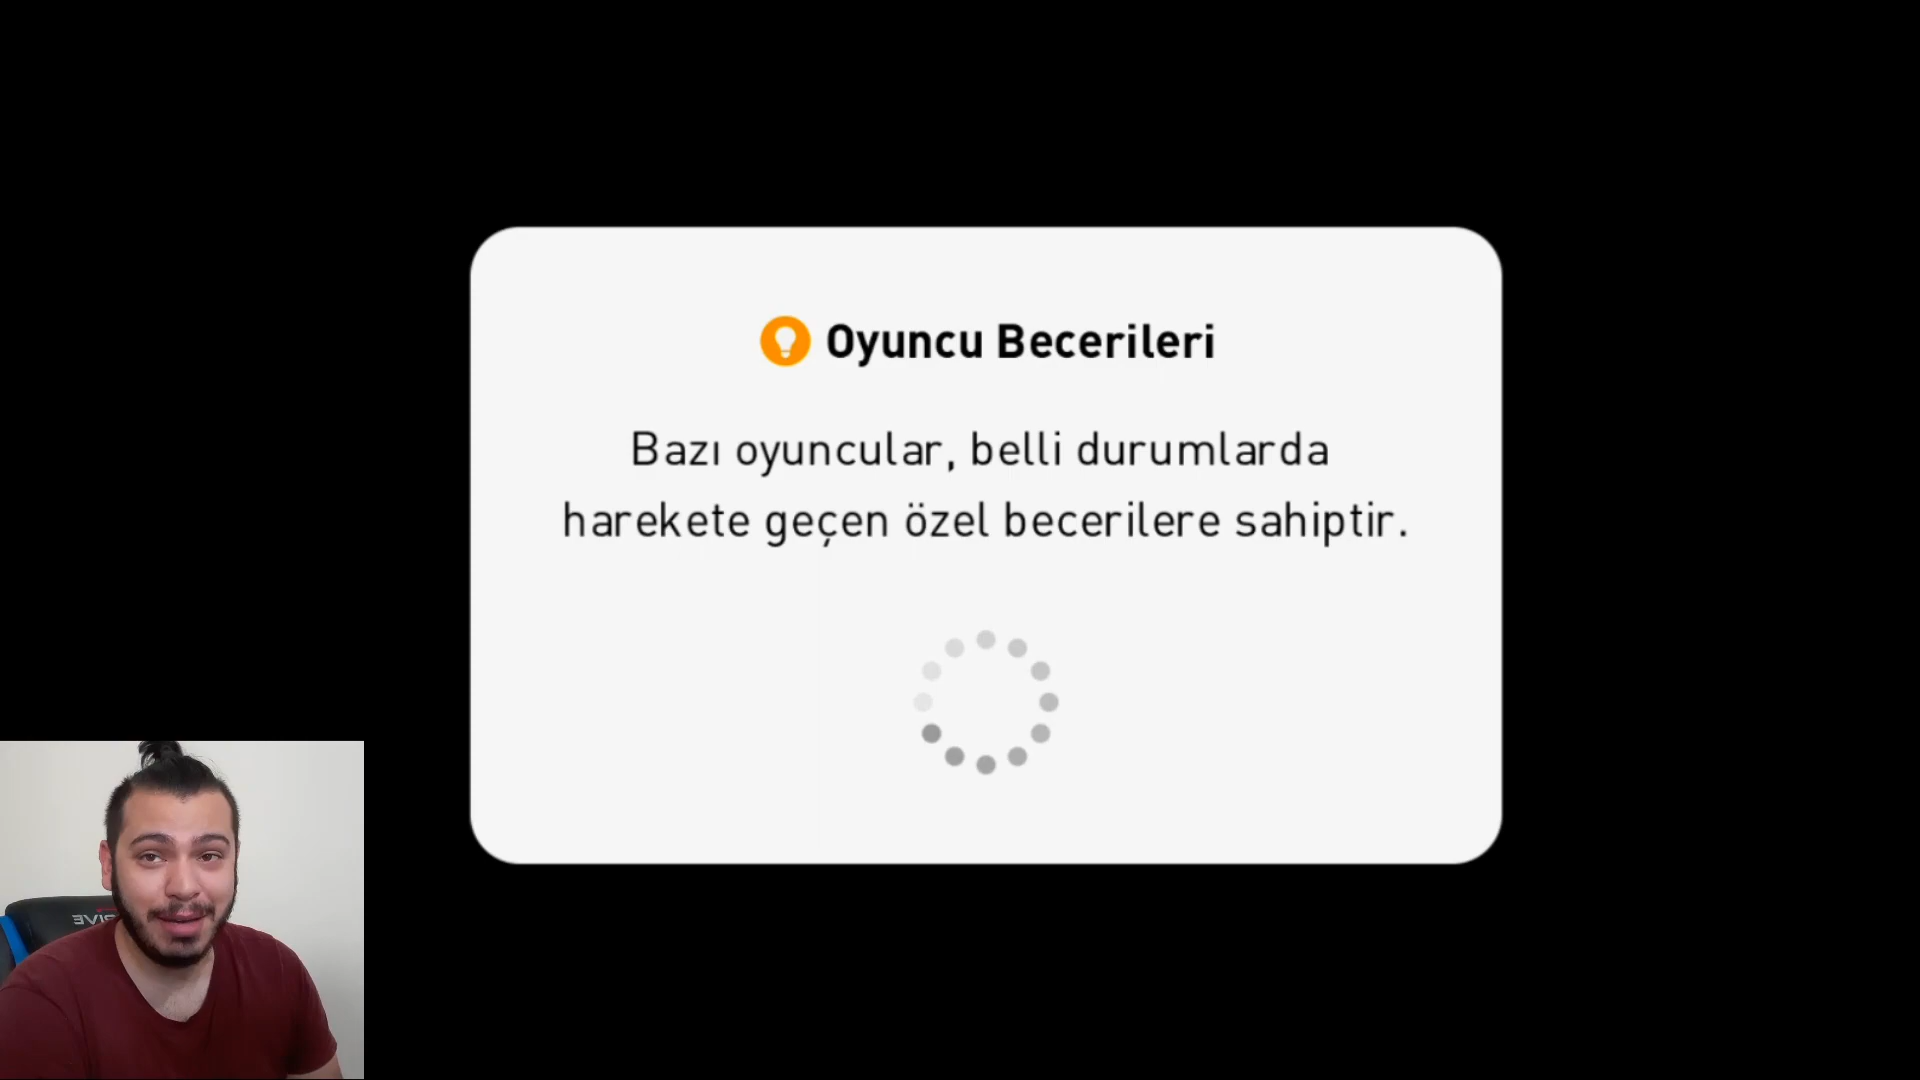 Oyuncu Becerileri
Bazı oyuncular, belli durumlarda
harekete geçen özel becerilere sahiptir.